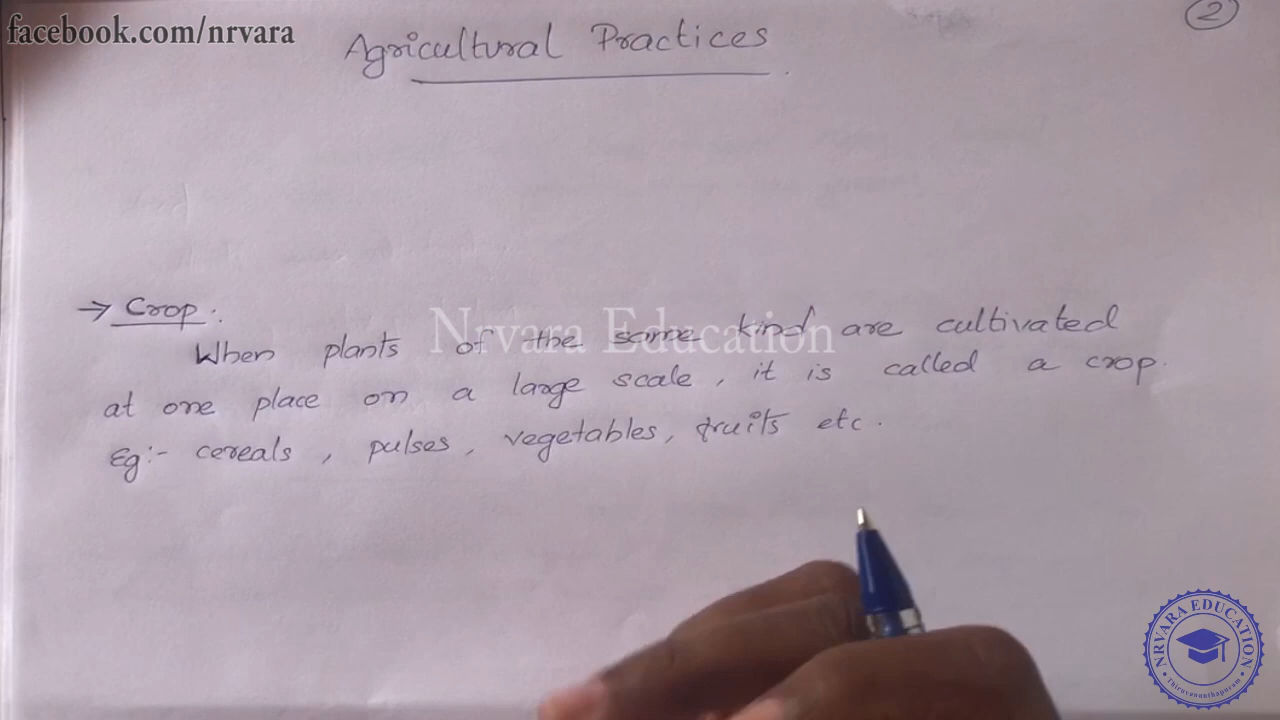 facebook.com/nrvara
2
Agricultural Practices
→ Crop:
When plants of the same kind are cultivated
at one place on a large scale, it is called a crop.
Eg:- cereals, pulses, vegetables, fruits etc.
Nrvara Education
NRVARA EDUCATION
Thiruvananthapuram